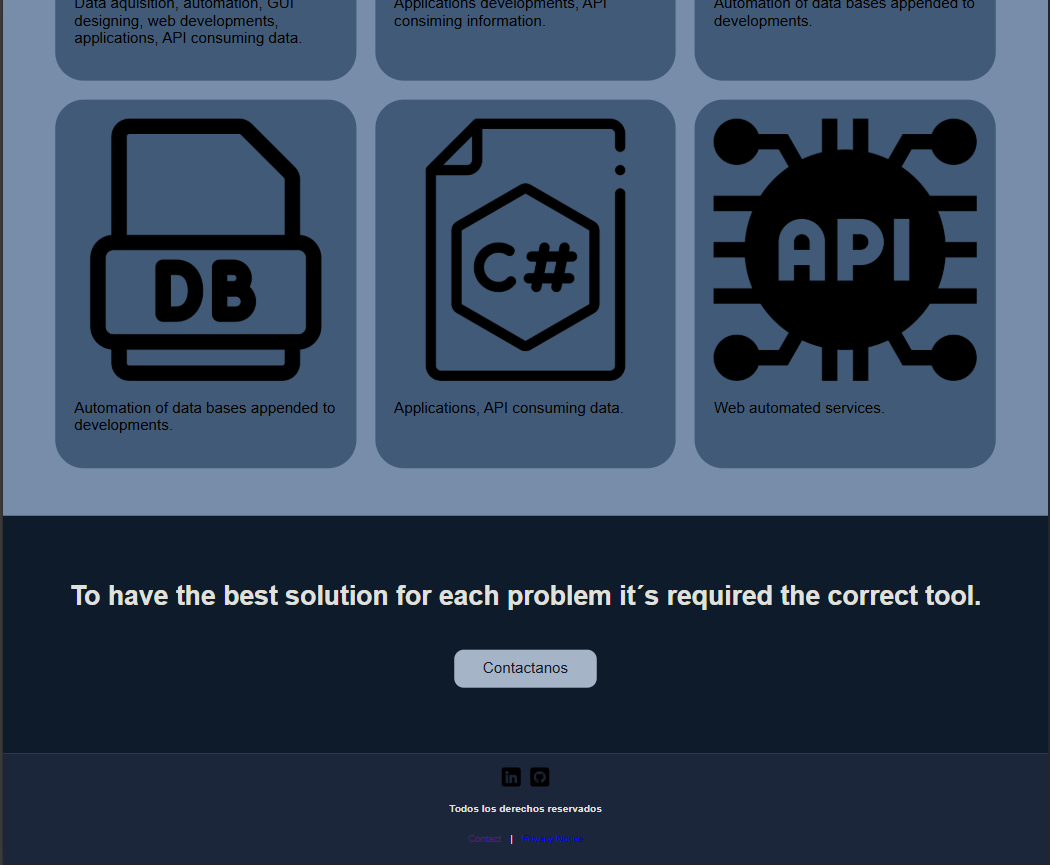 Data aquisition, automation, GUI
designing, web developments,
applications, API consuming data.
Applications developments, API
consiming information.
Automation of data bases appended to
developments.
DB
Automation of data bases appended to
developments.
C#
Applications, API consuming data.
API
Web automated services.
To have the best solution for each problem it´s required the correct tool.
Contactanos
in
Todos los derechos reservados
Contact | Privacy Notice